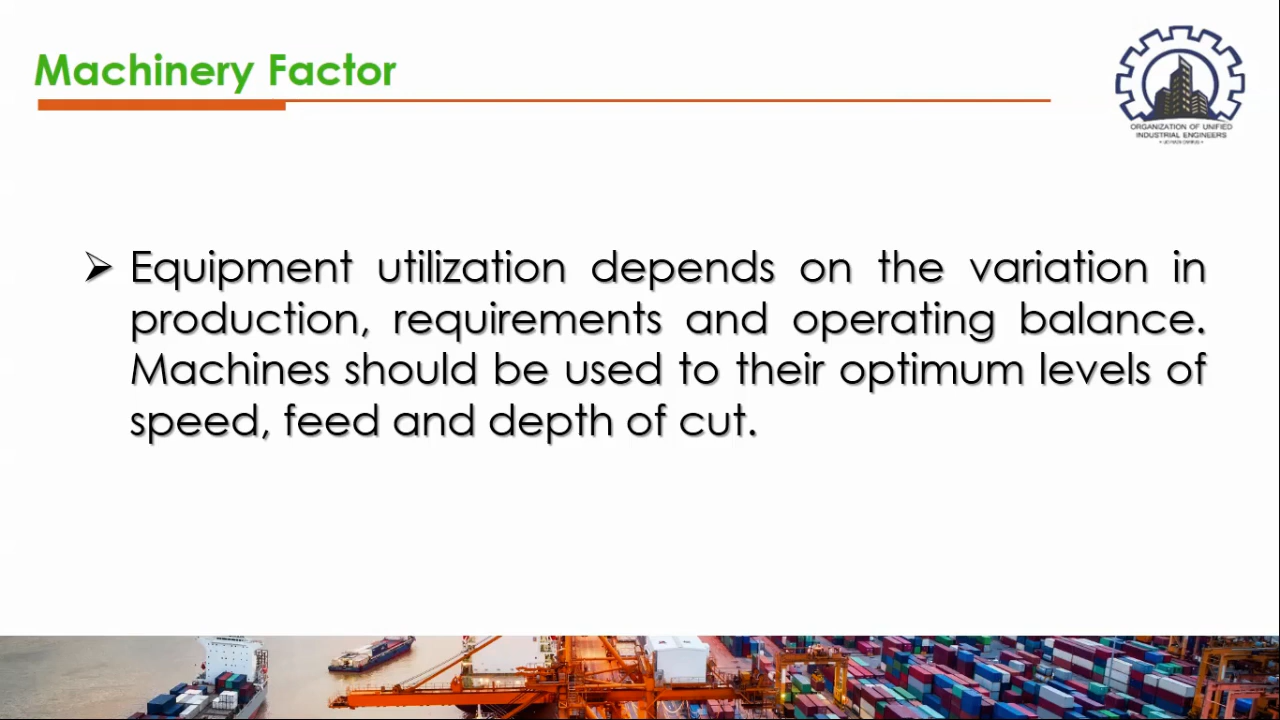 Machinery Factor
ORGANIZATION OF UNIFIED
INDUSTRIAL ENGINEERS
Equipment utilization depends on the variation in
production, requirements and operating balance.
Machines should be used to their optimum levels of
speed, feed and depth of cut.